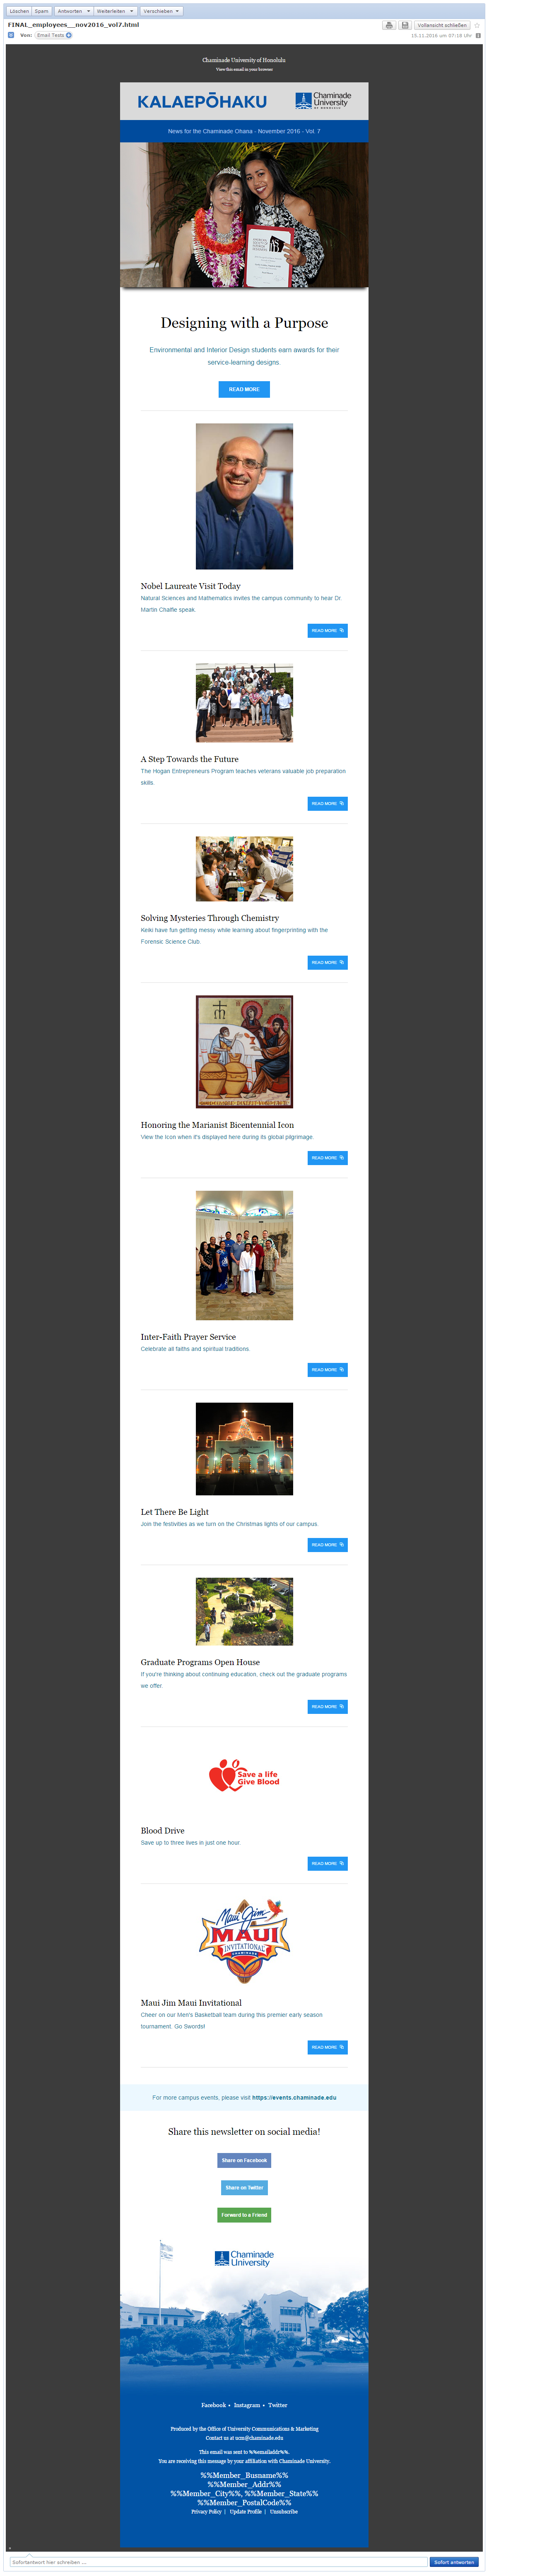 Löschen Spam Antworten Weiterleiten Verschieben
FINAL_employees__nov2016_vol7.html
Vollansicht schließen
Von: Email Tests
15.11.2016 um 07:18 Uhr
Chaminade University of Honolulu
View this email in your browser
KALAEPŌHAKU
Chaminade
University
OF HONOLULU
News for the Chaminade Ohana - November 2016 - Vol. 7
Designing with a Purpose
Environmental and Interior Design students earn awards for their
service-learning designs.
READ MORE
Nobel Laureate Visit Today
Natural Sciences and Mathematics invites the campus community to hear Dr.
Martin Chalfie speak.
READ MORE
A Step Towards the Future
The Hogan Entrepreneurs Program teaches veterans valuable job preparation
skills.
READ MORE
Solving Mysteries Through Chemistry
Keiki have fun getting messy while learning about fingerprinting with the
Forensic Science Club.
READ MORE
Honoring the Marianist Bicentennial Icon
View the Icon when it's displayed here during its global pilgrimage.
READ MORE
Inter-Faith Prayer Service
Celebrate all faiths and spiritual traditions.
READ MORE
Let There Be Light
Join the festivities as we turn on the Christmas lights of our campus.
READ MORE
Graduate Programs Open House
If you're thinking about continuing education, check out the graduate programs
we offer.
READ MORE
Save a life
Give Blood
Blood Drive
Save up to three lives in just one hour.
READ MORE
Maui Jim
MAUI
INVITATIONAL
Maui Jim Maui Invitational
Cheer on our Men's Basketball team during this premier early season
tournament. Go Swords!
READ MORE
For more campus events, please visit https://events.chaminade.edu
Share this newsletter on social media!
Share on Facebook
Share on Twitter
Forward to a Friend
Chaminade
University
OF HONOLULU
Facebook • Instagram • Twitter
Produced by the Office of University Communications & Marketing
Contact us at ucm@chaminade.edu
This email was sent to %%emailaddr%%.
You are receiving this message by your affiliation with Chaminade University.
%%Member_Busname%%
%%Member_Addr%%
%%Member_City%%, %%Member_State%%
%%Member_PostalCode%%
Privacy Policy | Update Profile | Unsubscribe
Sofortantwort hier schreiben ...
Sofort antworten